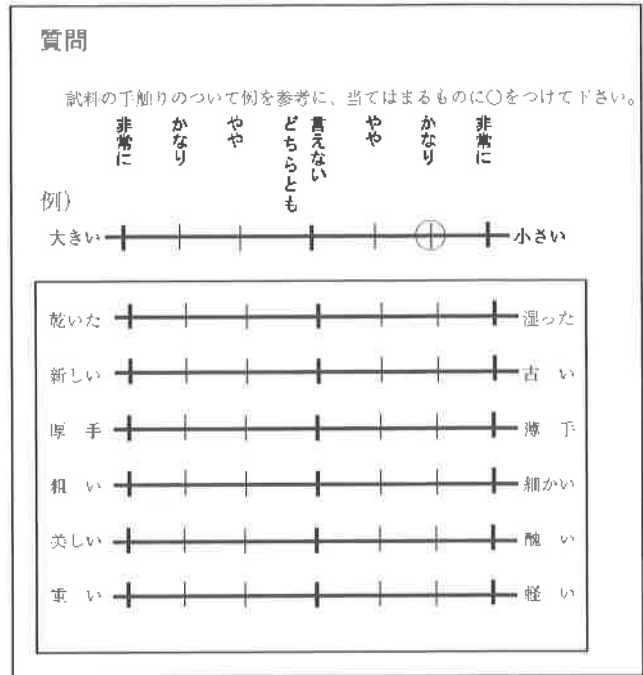 質問
試料の手触りのついて例を参考に、当てはまるものに○をつけて下さい。
非常に かなり やや どちらとも言えない やや かなり 非常に
例)
大きい 小さい
乾いた 湿った
新しい 古 い
厚 手 薄 手
粗 い 細かい
美しい 醜 い
重 い 軽 い